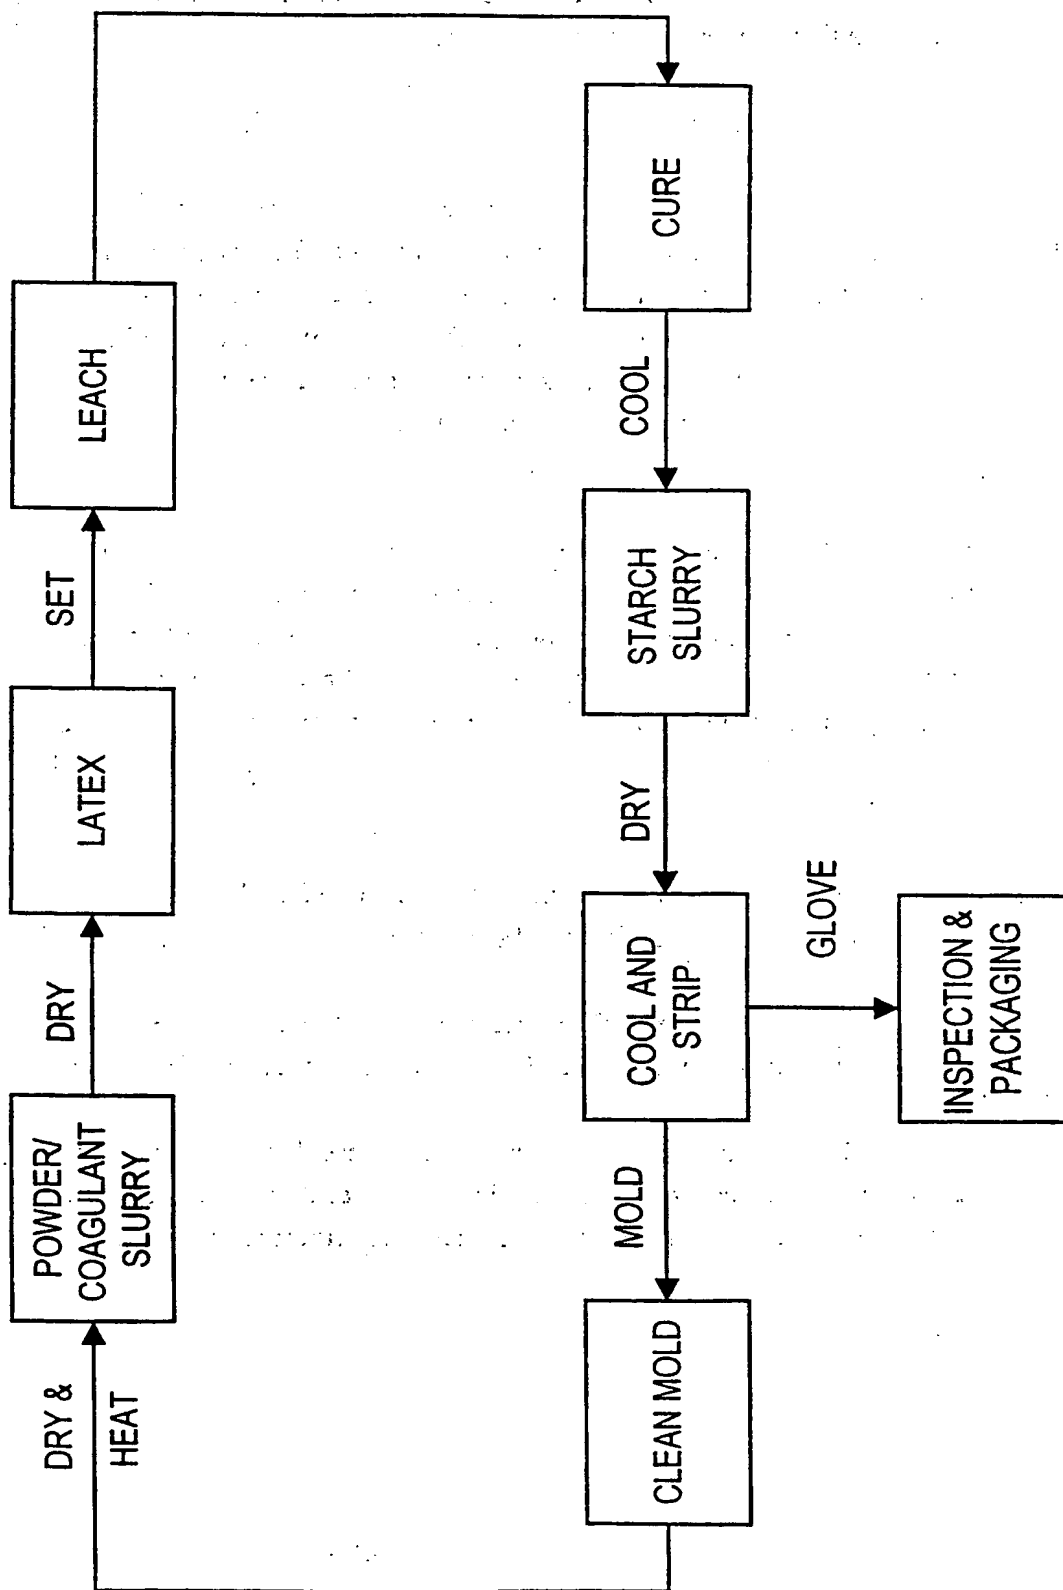 DRY &
HEAT
POWDER/
COAGULANT
SLURRY
DRY
LATEX
SET
LEACH
CURE
COOL
STARCH
SLURRY
DRY
COOL AND
STRIP
MOLD
CLEAN MOLD
GLOVE
INSPECTION &
PACKAGING